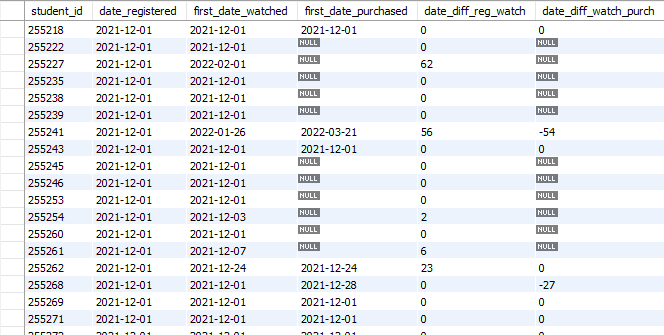 student_id date_registered first_date_watched first_date_purchased date_diff_reg_watch date_diff_watch_purch
255218 2021-12-01 2021-12-01 2021-12-01 0 0
255222 2021-12-01 2021-12-01 NULL 0 NULL
255227 2021-12-01 2022-02-01 NULL 62 NULL
255235 2021-12-01 2021-12-01 NULL 0 NULL
255238 2021-12-01 2021-12-01 NULL 0 NULL
255239 2021-12-01 2021-12-01 NULL 0 NULL
255241 2021-12-01 2022-01-26 2022-03-21 56 -54
255243 2021-12-01 2021-12-01 2021-12-01 0 0
255245 2021-12-01 2021-12-01 NULL 0 NULL
255246 2021-12-01 2021-12-01 NULL 0 NULL
255253 2021-12-01 2021-12-01 NULL 0 NULL
255254 2021-12-01 2021-12-03 NULL 2 NULL
255260 2021-12-01 2021-12-01 NULL 0 NULL
255261 2021-12-01 2021-12-07 NULL 6 NULL
255262 2021-12-01 2021-12-24 2021-12-24 23 0
255268 2021-12-01 2021-12-01 2021-12-28 0 -27
255269 2021-12-01 2021-12-01 2021-12-01 0 0
255271 2021-12-01 2021-12-01 2021-12-01 0 0